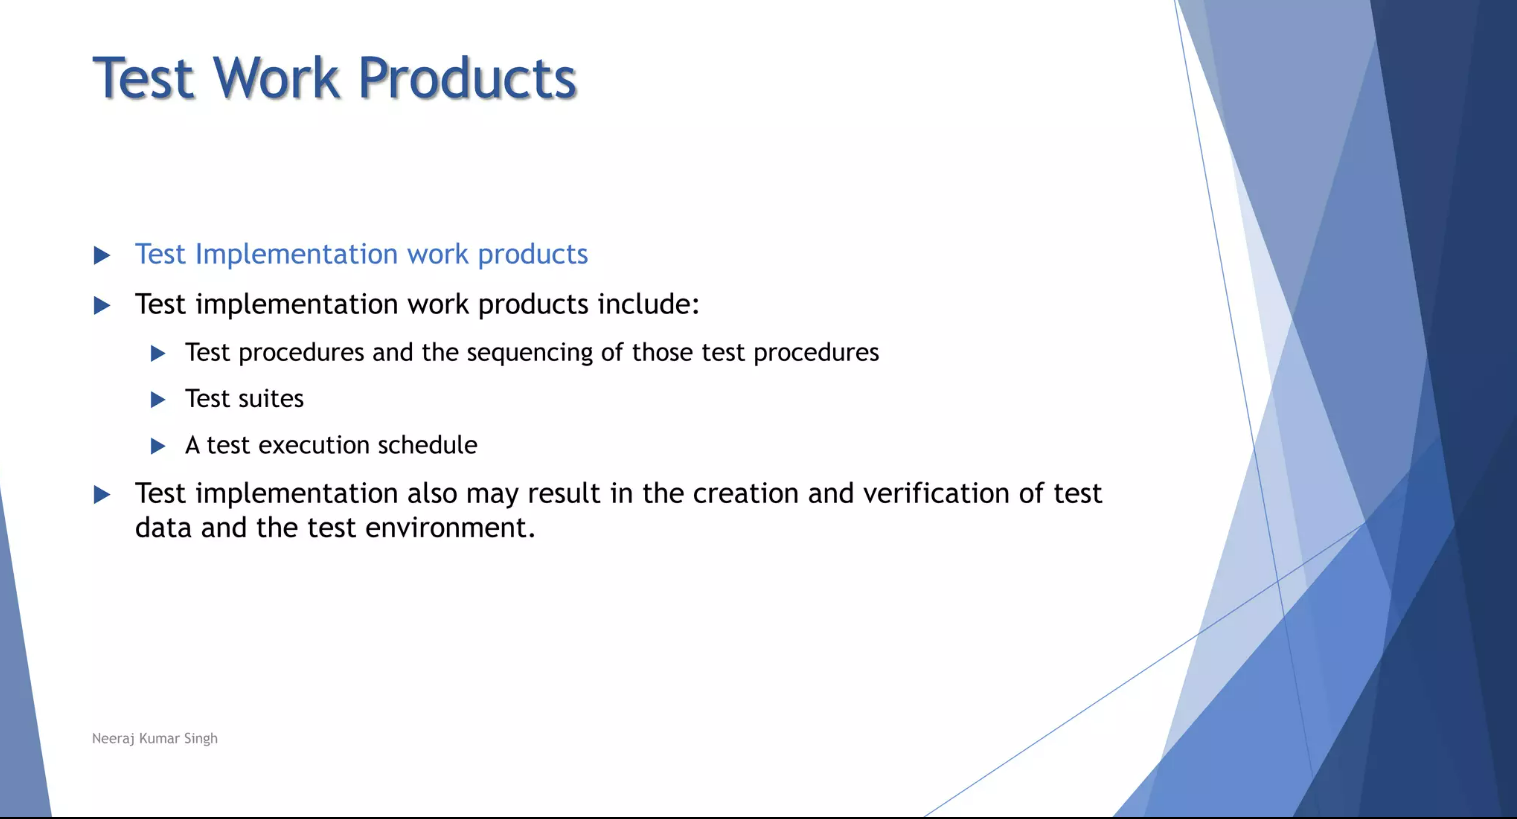 Test Work Products
Test Implementation work products
Test implementation work products include:
Test procedures and the sequencing of those test procedures
Test suites
A test execution schedule
Test implementation also may result in the creation and verification of test
data and the test environment.
Neeraj Kumar Singh